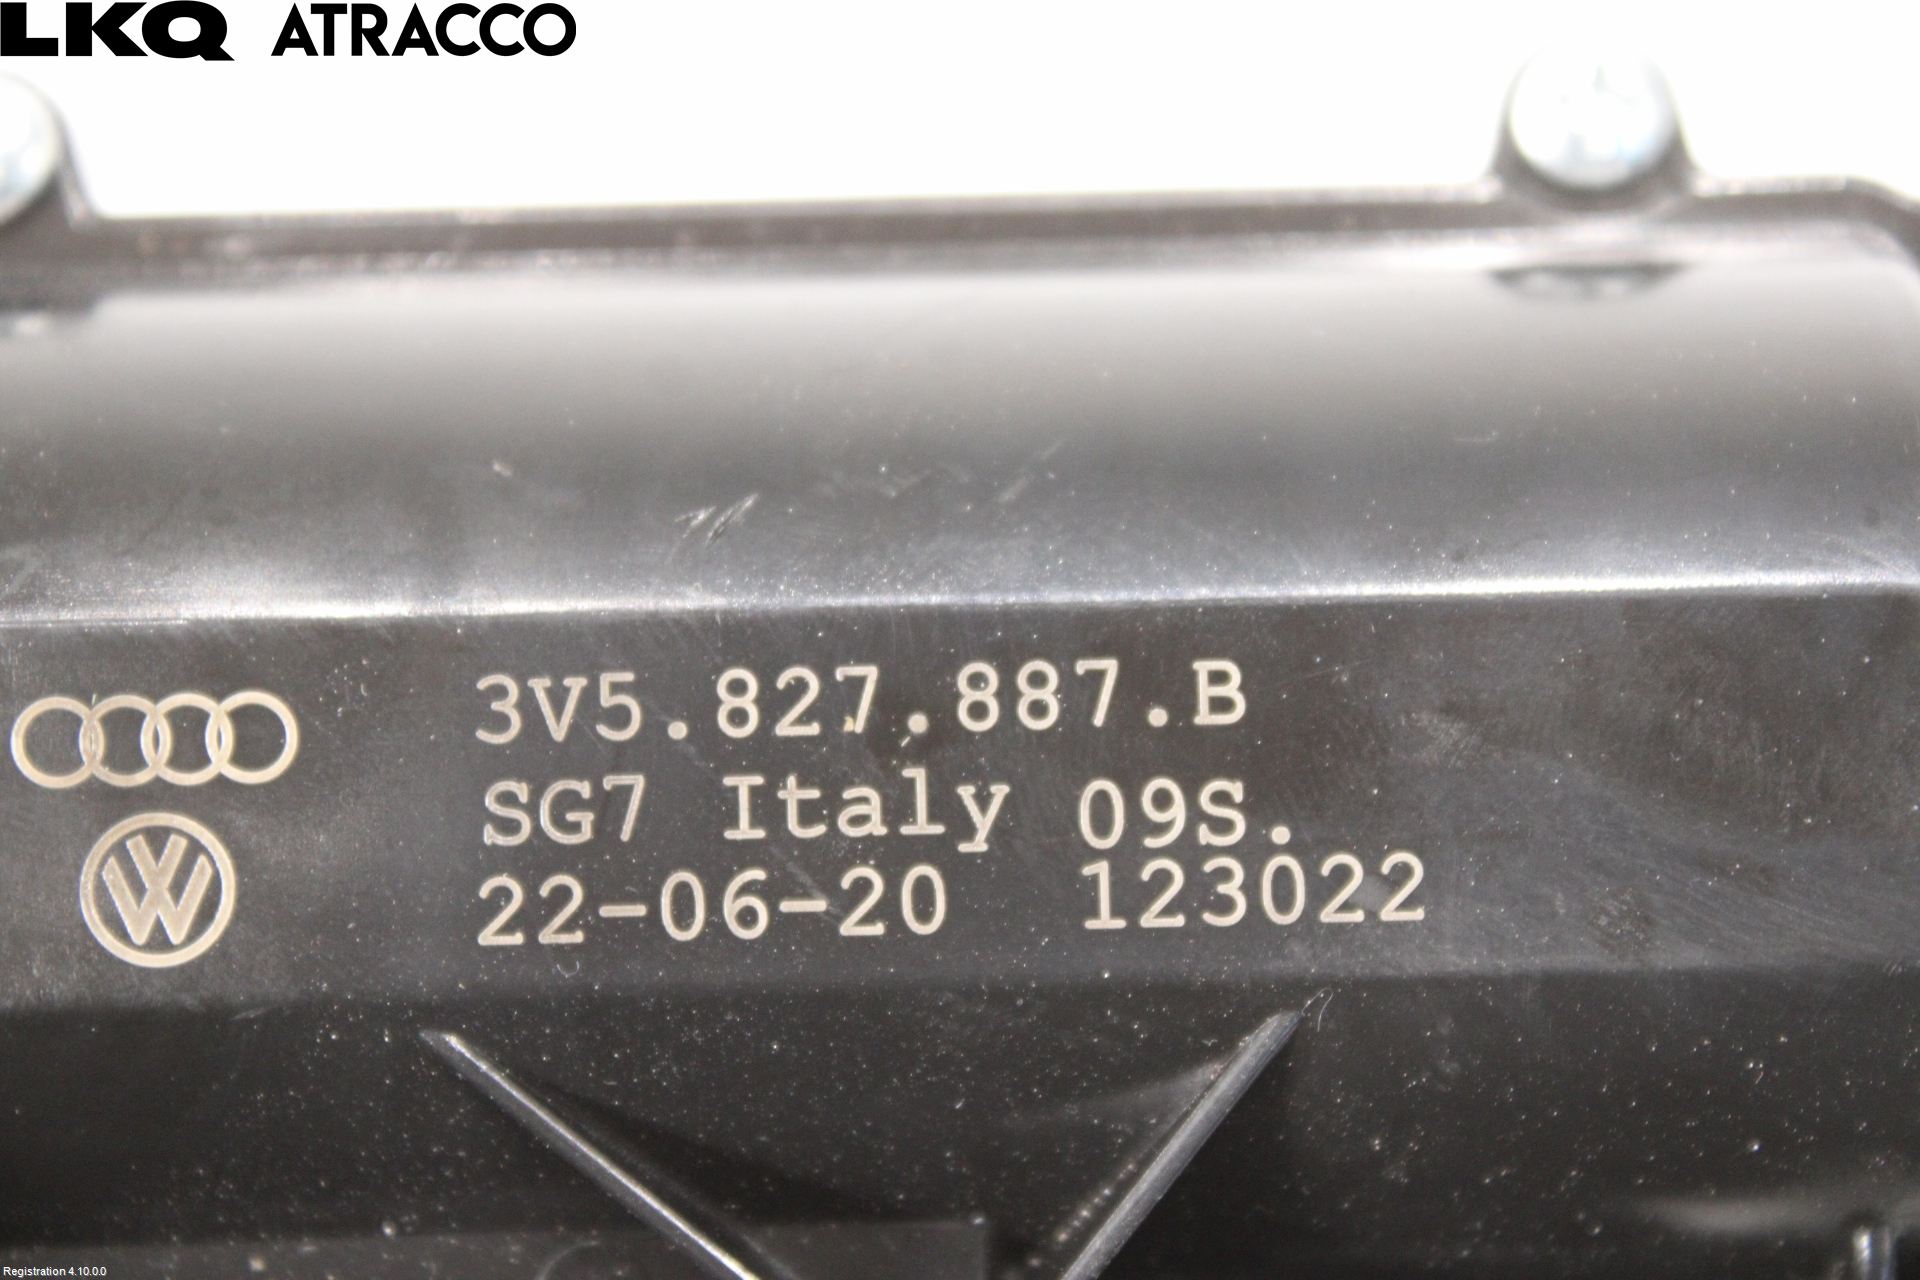 LKQ ATRACCO
3V5.827.887.B
SG7 Italy 09S.
22-06-20 123022
Registration 4.10.0.0